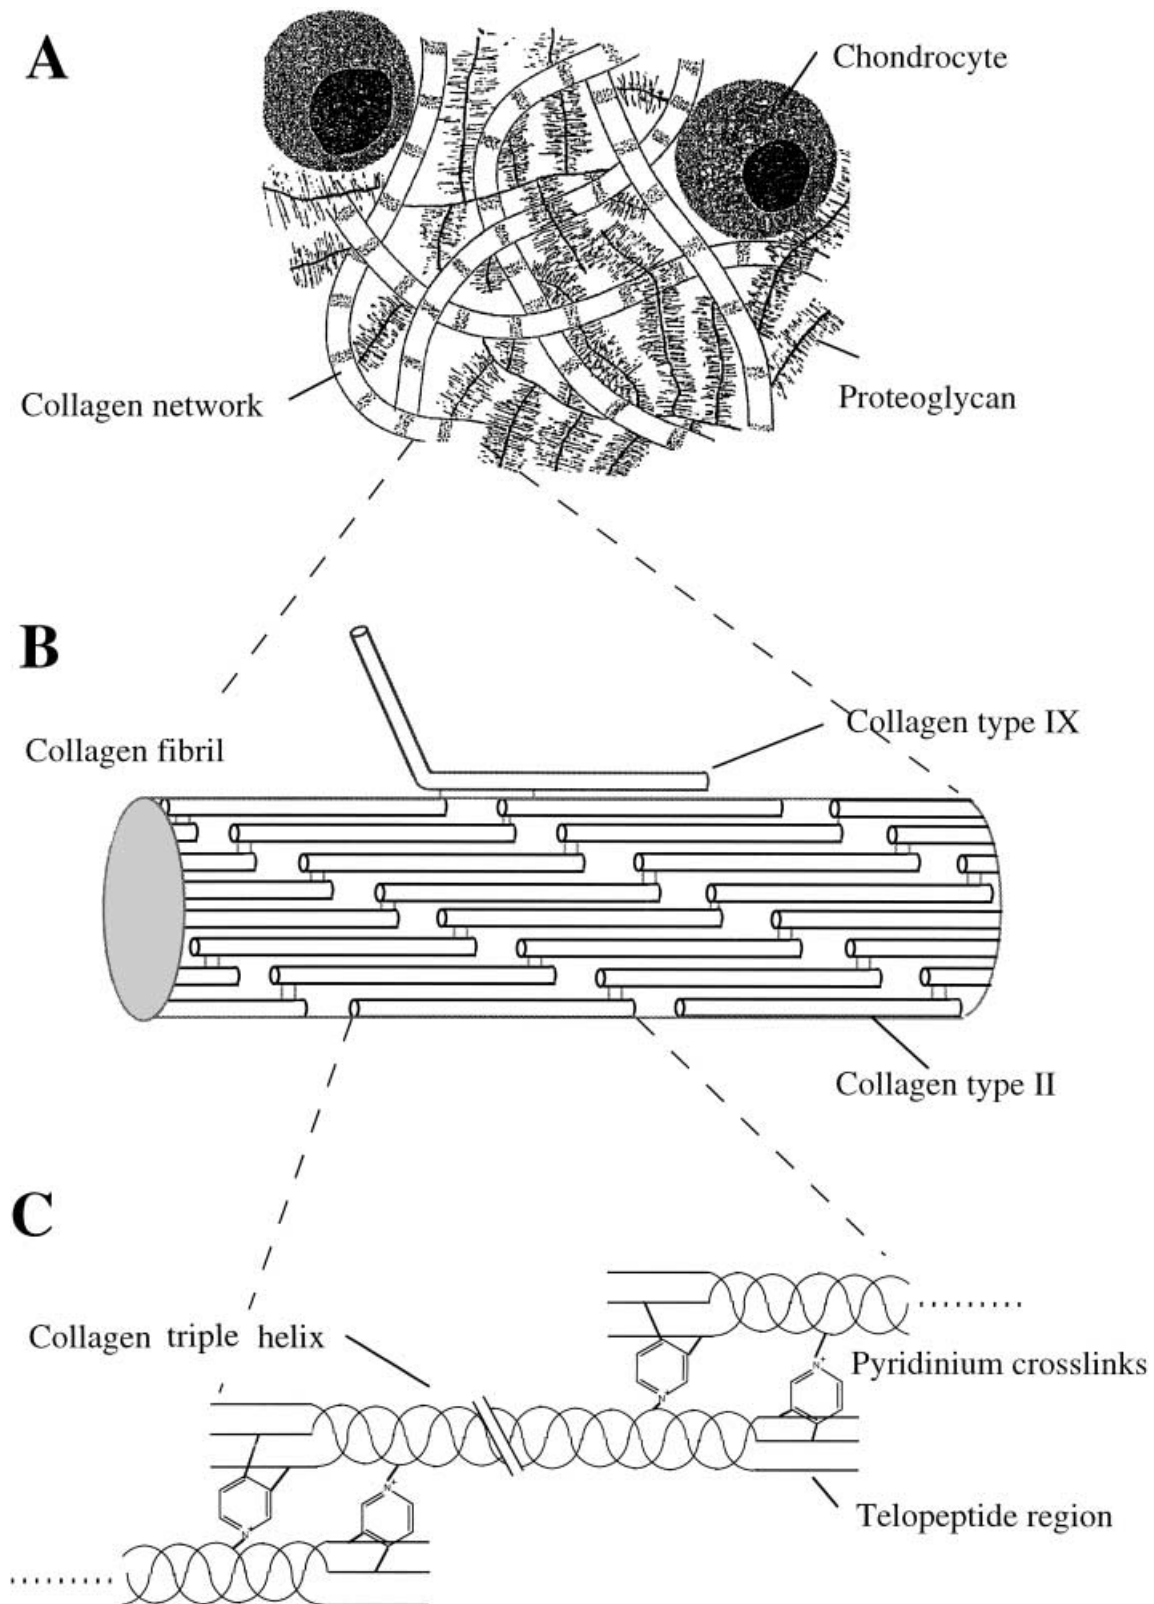 A
Chondrocyte
Collagen network
Proteoglycan
B
Collagen type IX
Collagen fibril
Collagen type II
C
Collagen triple helix
Pyridinium crosslinks
N+
N+
N+
Telopeptide region
N+